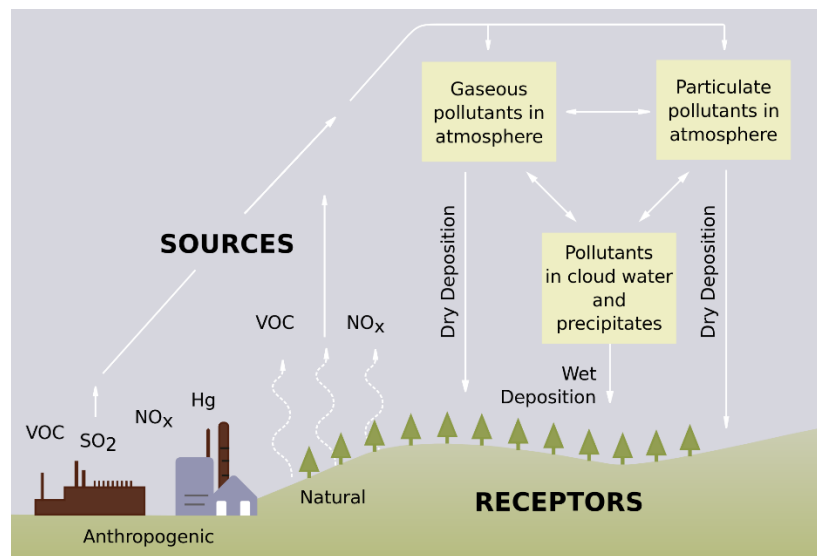 Gaseous
pollutants in
atmosphere
Particulate
pollutants in
atmosphere
SOURCES
Dry Deposition
Pollutants
in cloud water
and
precipitates
Dry Deposition
VOC
NOx
Wet
Deposition
VOC
SO2
NOx
Hg
Natural
RECEPTORS
Anthropogenic